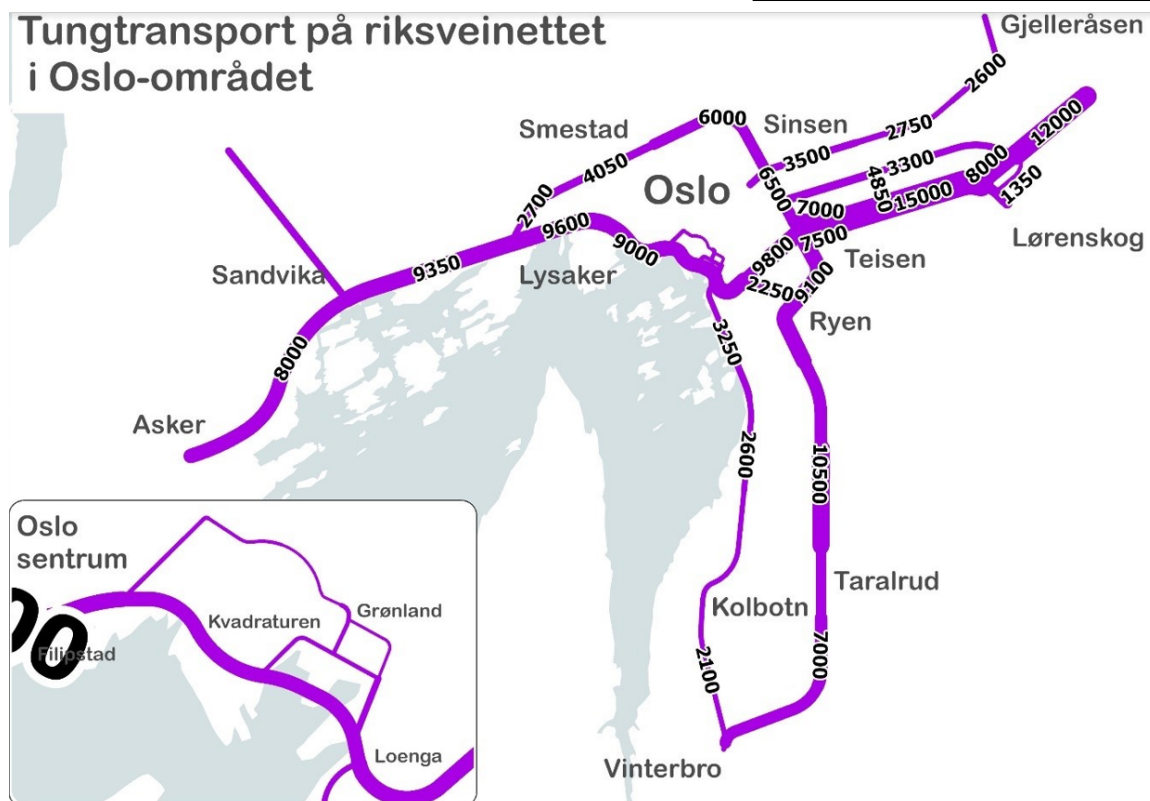 Tungtransport på riksveinettet
i Oslo-området
Gjelleråsen
2600
12000
Smestad
6000
Sinsen
2750
3500
3300
8000
4050
6500
4850
1350
Oslo
15000
7000
2700
9600
9000
9800
7500
Lørenskog
Sandvika
9350
Lysaker
Teisen
2250
9100
Ryen
3250
8000
Asker
2600
10500
Oslo
sentrum
Kvadraturen
Grønland
Filipstad
Loenga
00
Taralrud
Kolbotn
7000
2100
Vinterbro